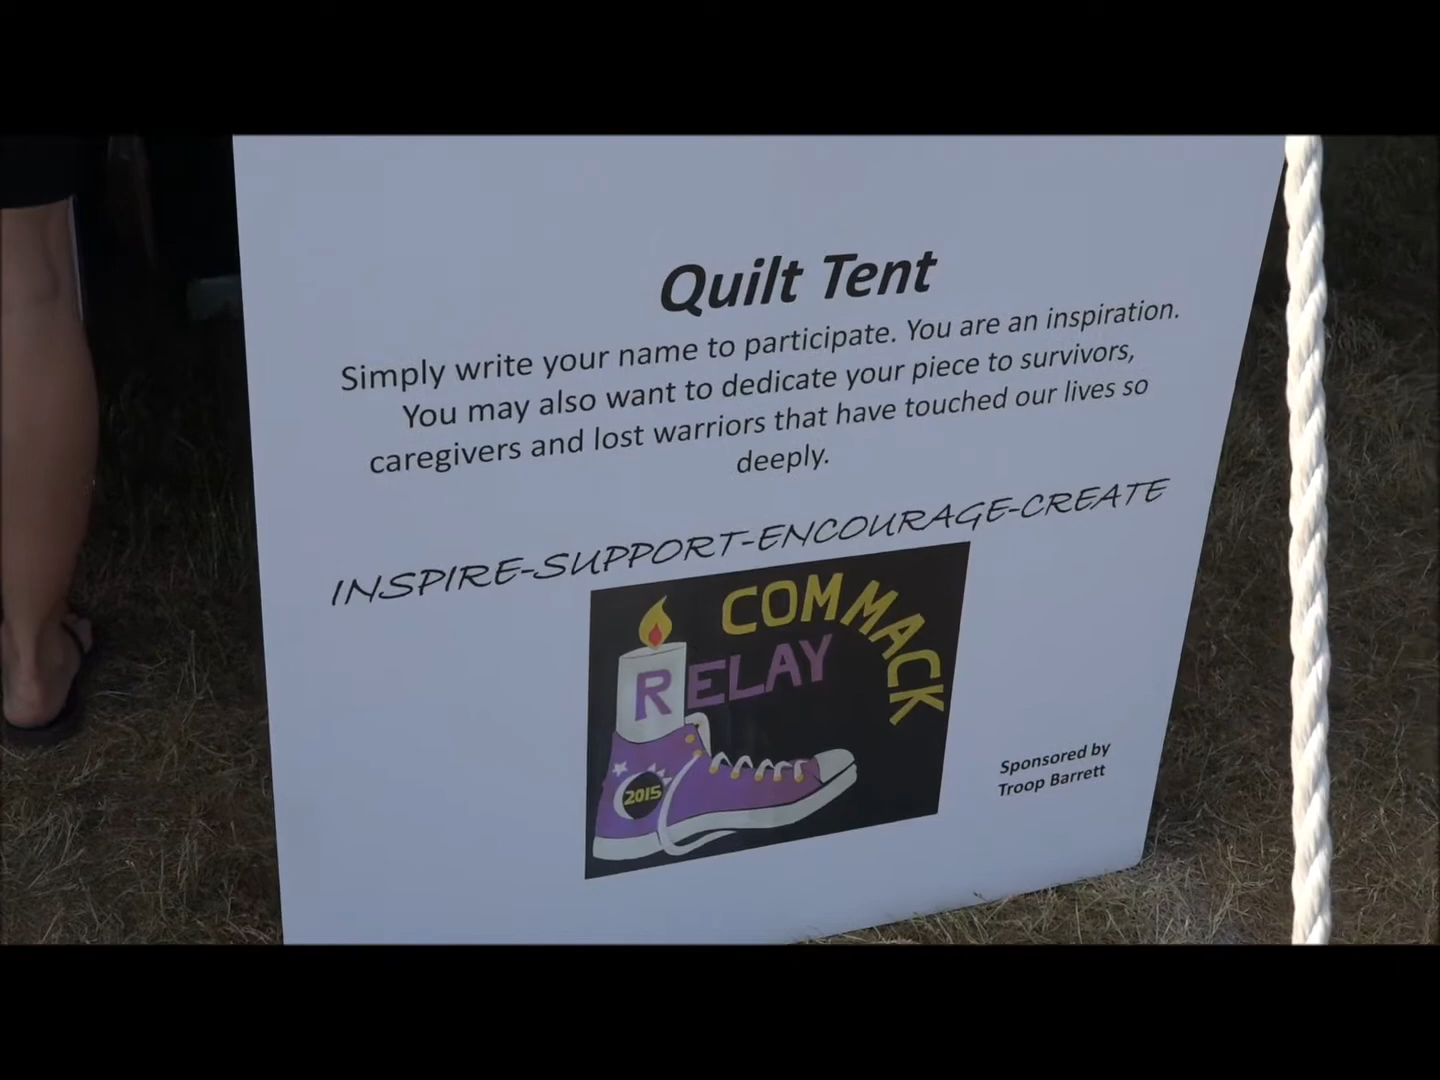 Quilt Tent
Simply write your name to participate. You are an inspiration.
You may also want to dedicate your piece to survivors,
caregivers and lost warriors that have touched our lives so
deeply.
INSPIRE-SUPPORT-ENCOURAGE-CREATE
COMMACK
RELAY
2015
Sponsored by
Troop Barrett